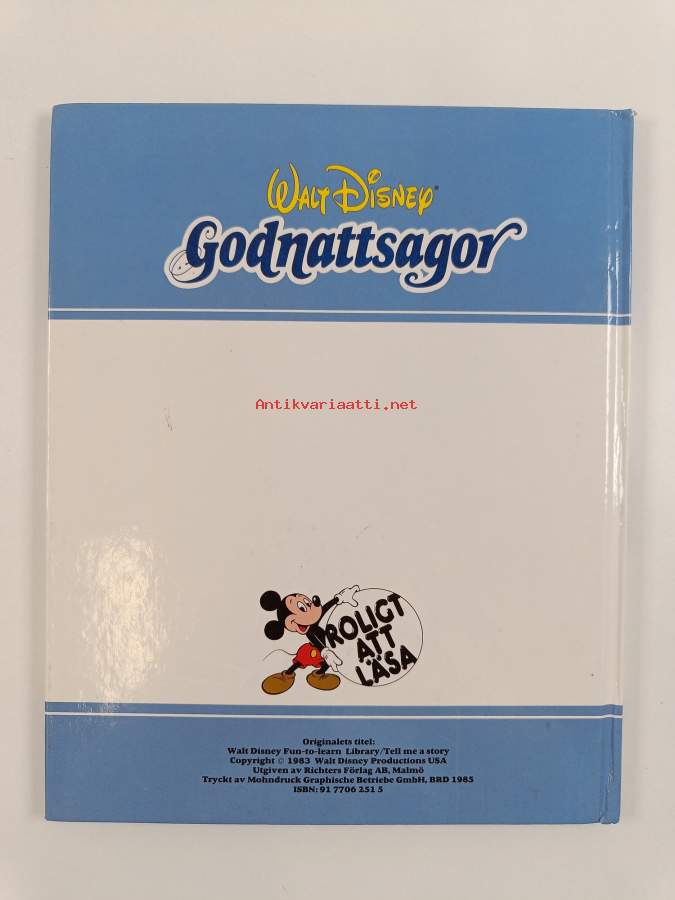 WALT DISNEY®
Godnattsagor
Antikvariaatti.net
ROLIGT
ATT
LÄSA
Originalets titel:
Walt Disney Fun-to-learn Library/Tell me a story
Copyright © 1983 Walt Disney Productions USA
Utgiven av Richters Förlag AB, Malmö
Tryckt av Mohndruck Graphische Betriebe GmbH, BRD 1985
ISBN: 91 7706 251 5